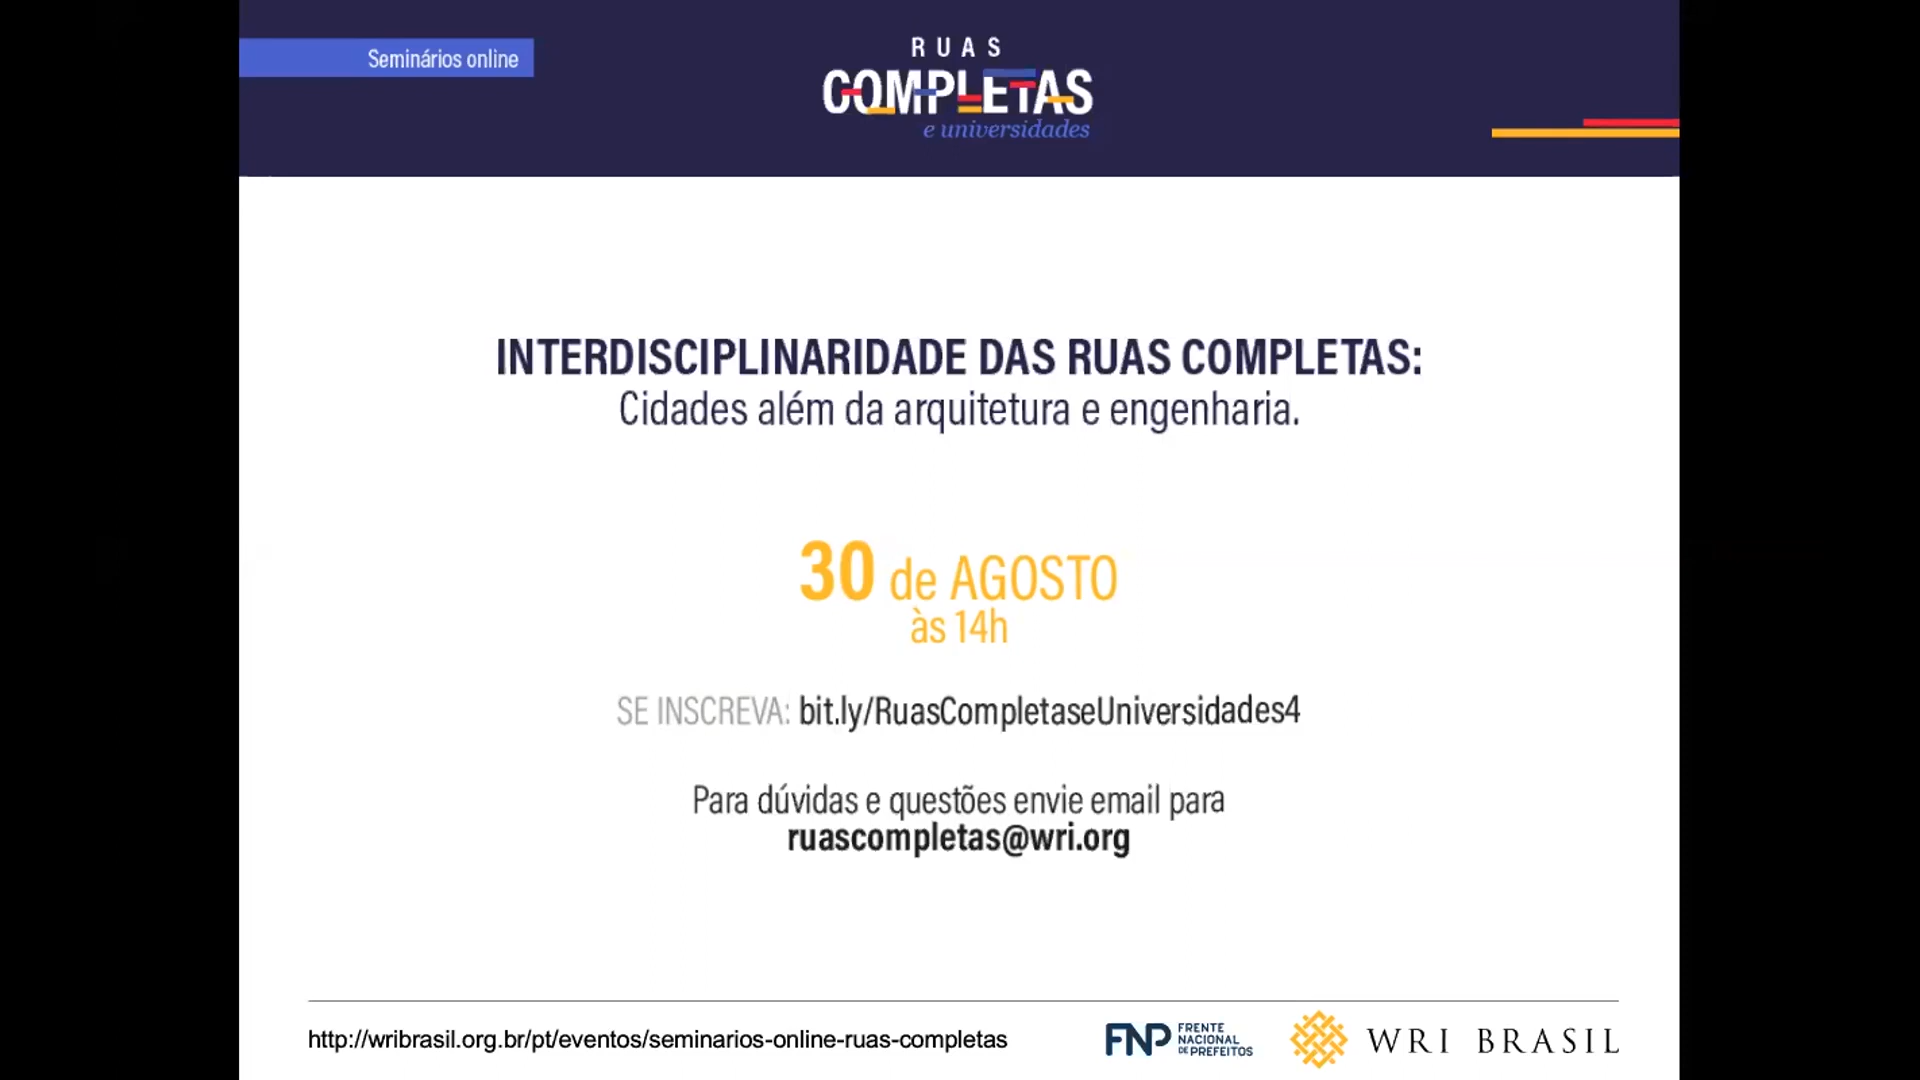 Seminários online
RUAS
COMPLETAS
e universidades
INTERDISCIPLINARIDADE DAS RUAS COMPLETAS:
Cidades além da arquitetura e engenharia.
30 de AGOSTO
às 14h
SE INSCREVA: bit.ly/RuasCompletaseUniversidades4
Para dúvidas e questões envie email para
ruascompletas@wri.org
http://wribrasil.org.br/pt/eventos/seminarios-online-ruas-completas
FNP
FRENTE
NACIONAL
DE PREFEITOS
WRI BRASIL